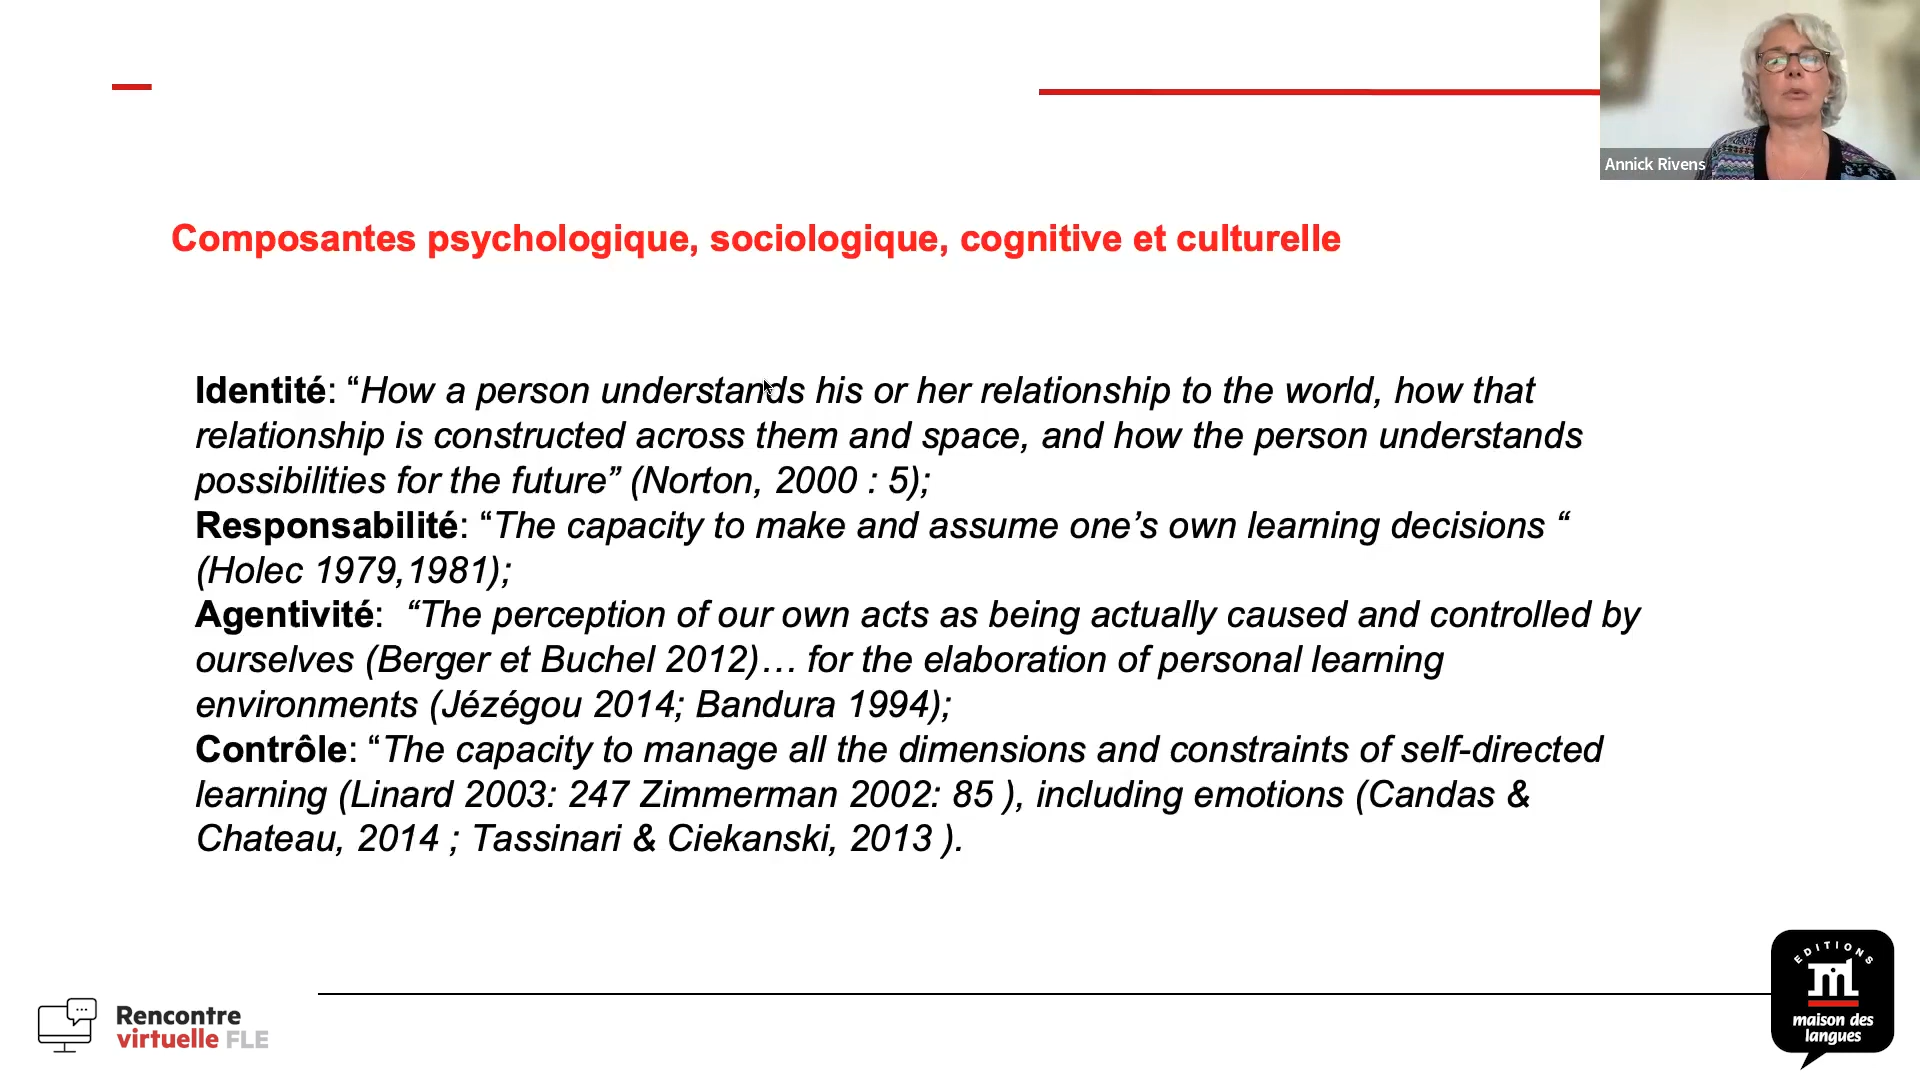 Annick Rivens
Composantes psychologique, sociologique, cognitive et culturelle
Identité: “How a person understands his or her relationship to the world, how that
relationship is constructed across them and space, and how the person understands
possibilities for the future” (Norton, 2000 : 5);
Responsabilité: “The capacity to make and assume one’s own learning decisions “
(Holec 1979,1981);
Agentivité:  “The perception of our own acts as being actually caused and controlled by
ourselves (Berger et Buchel 2012)… for the elaboration of personal learning
environments (Jézégou 2014; Bandura 1994);
Contrôle: “The capacity to manage all the dimensions and constraints of self-directed
learning (Linard 2003: 247 Zimmerman 2002: 85 ), including emotions (Candas &
Chateau, 2014 ; Tassinari & Ciekanski, 2013 ).
Rencontre
virtuelle FLE
EDITIONS
maison des
langues